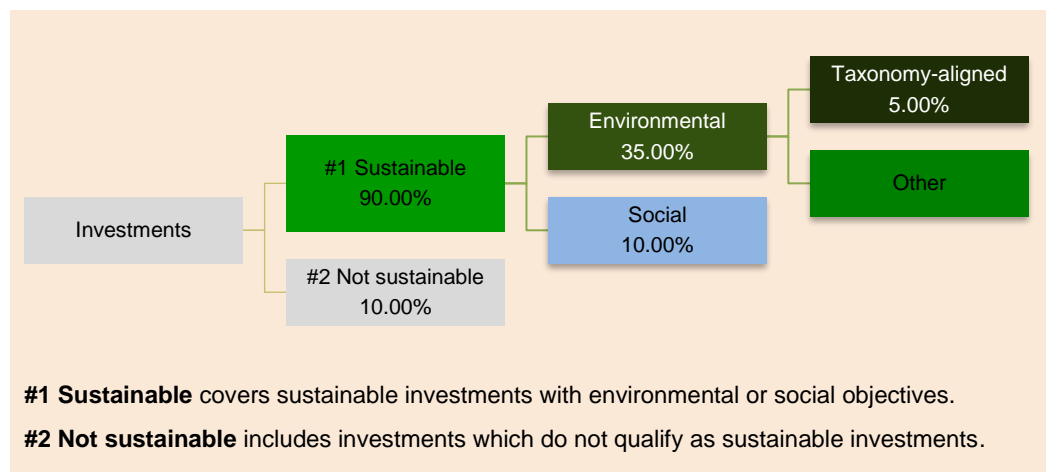 Investments
#1 Sustainable
90.00%
#2 Not sustainable
10.00%
Environmental
35.00%
Social
10.00%
Taxonomy-aligned
5.00%
Other
#1 Sustainable covers sustainable investments with environmental or social objectives.
#2 Not sustainable includes investments which do not qualify as sustainable investments.